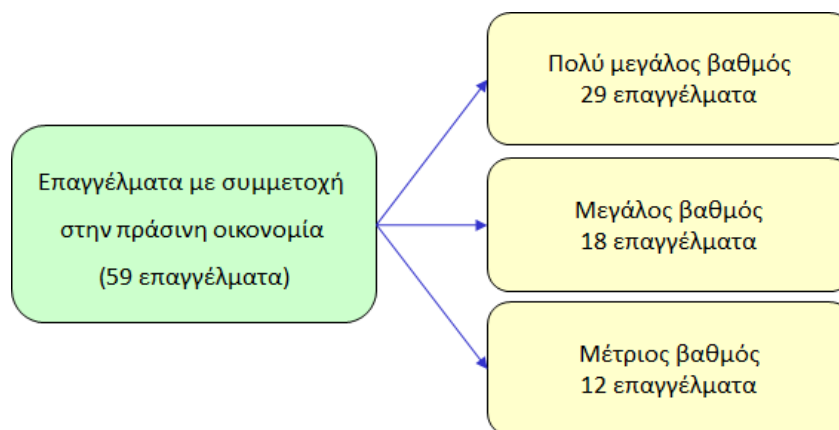 Επαγγέλματα με συμμετοχή
στην πράσινη οικονομία
(59 επαγγέλματα)
Πολύ μεγάλος βαθμός
29 επαγγέλματα
Μεγάλος βαθμός
18 επαγγέλματα
Μέτριος βαθμός
12 επαγγέλματα